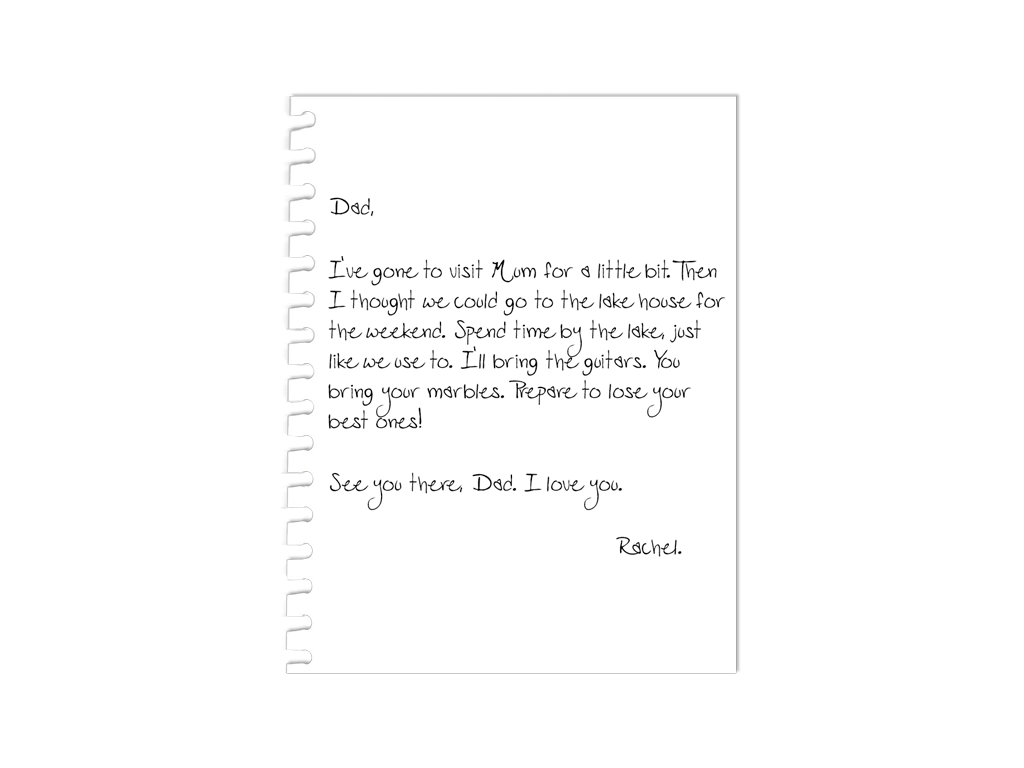 Dad,
I've gone to visit Mum for a little bit. Then
I thought we could go to the lake house for
the weekend. Spend time by the lake, just
like we use to. I'll bring the guitars. You
bring your marbles. Prepare to lose your
best ones!
See you there, Dad. I love you.
Rachel.